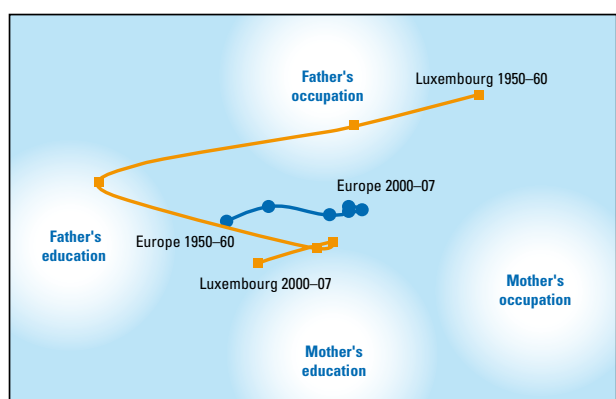 Father's
occupation
Luxembourg 1950–60
Europe 2000–07
Father's
education
Europe 1950–60
Luxembourg 2000–07
Mother's
occupation
Mother's
education